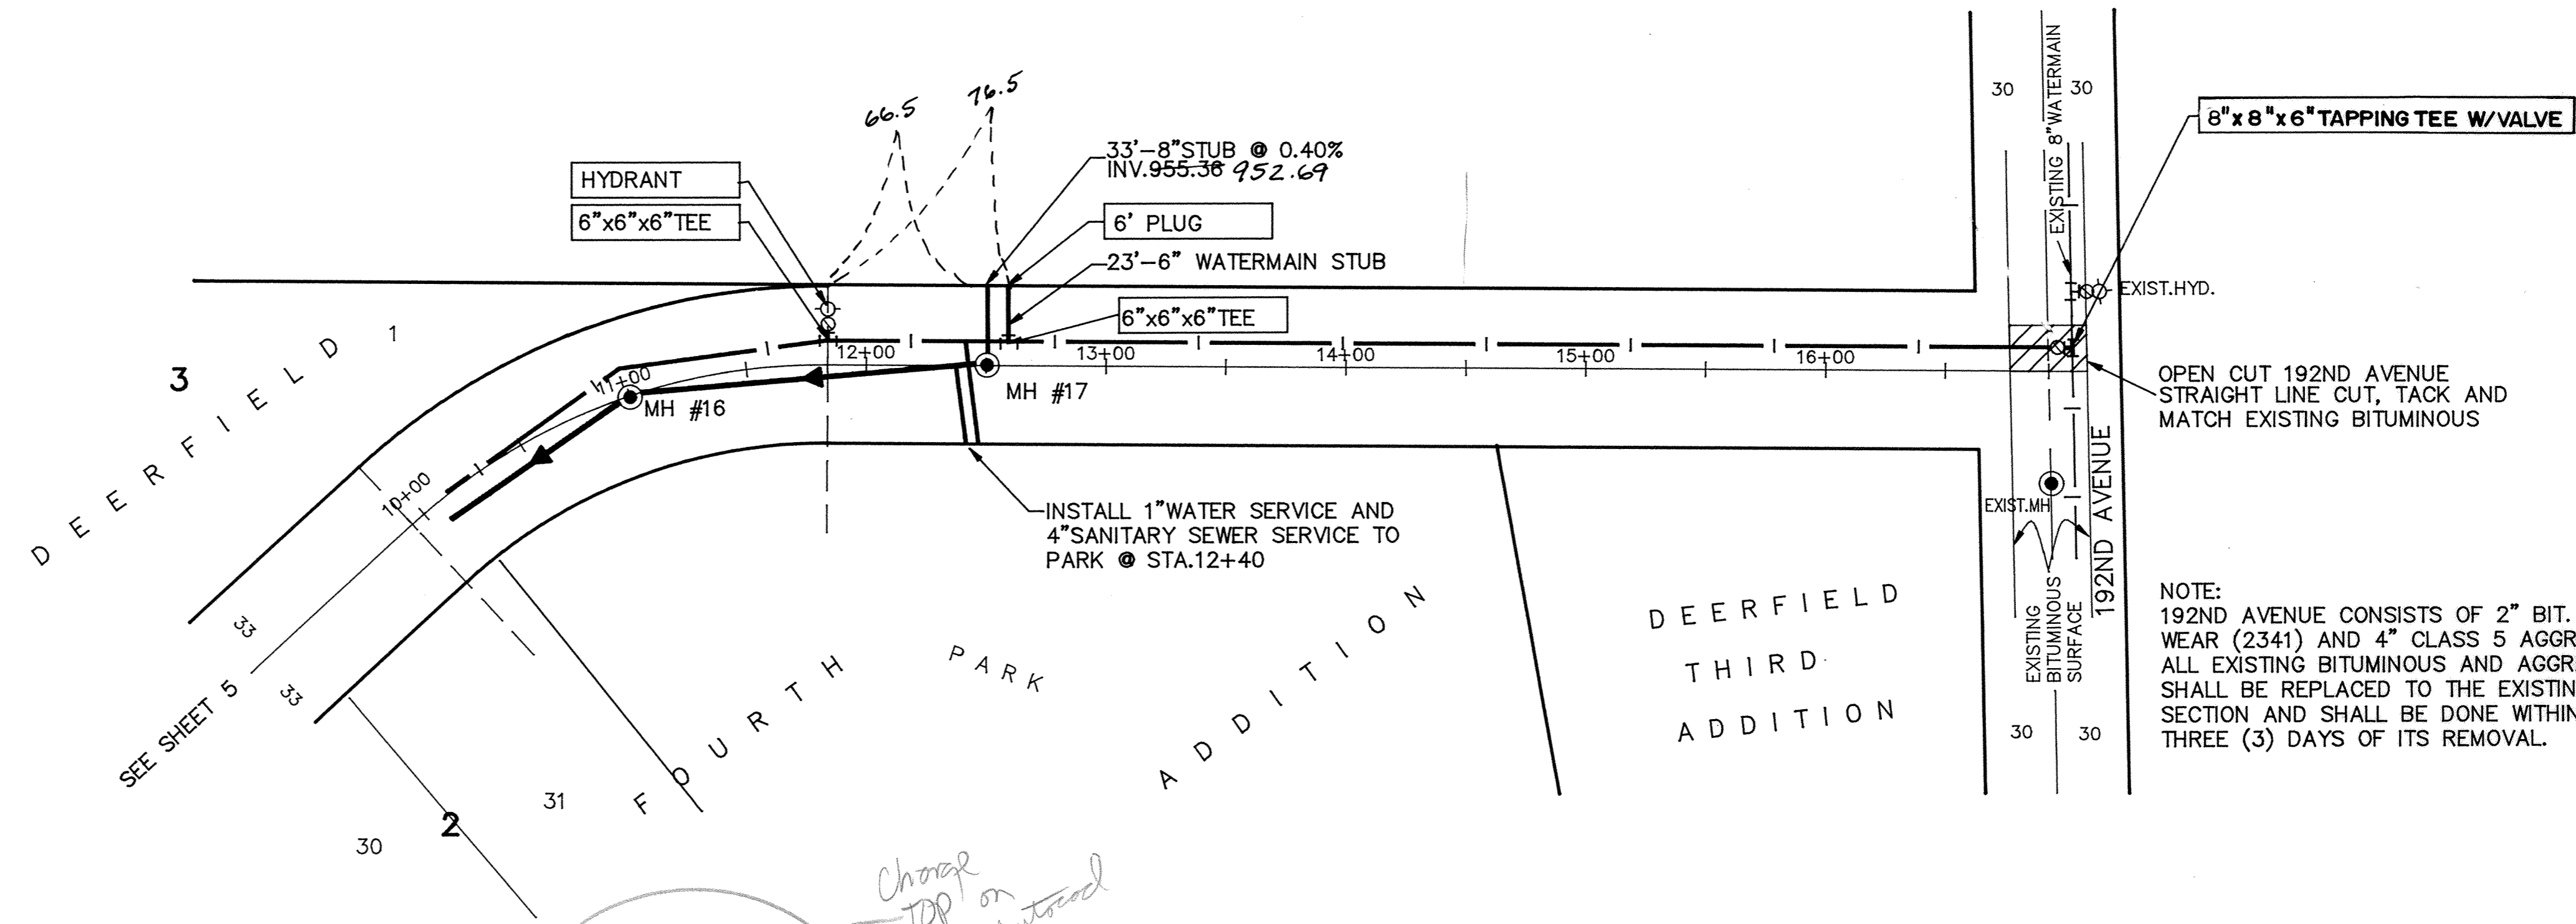 66.5
76.5
33'-8"STUB @ 0.40%
INV.955.38 952.69
HYDRANT
6"x6"x6"TEE
6' PLUG
23'-6" WATERMAIN STUB
6"x6"x6"TEE
30
30
EXISTING 8"WATERMAIN
8"x8"x6"TAPPING TEE W/VALVE
EXIST.HYD.
3
DEERFIELD
1
10+00
11+00
12+00
13+00
14+00
15+00
16+00
MH #16
MH #17
OPEN CUT 192ND AVENUE
STRAIGHT LINE CUT, TACK AND
MATCH EXISTING BITUMINOUS
EXIST.MH
192ND AVENUE
INSTALL 1"WATER SERVICE AND
4"SANITARY SEWER SERVICE TO
PARK @ STA.12+40
EXISTING
BITUMINOUS
SURFACE
NOTE:
192ND AVENUE CONSISTS OF 2" BIT.
WEAR (2341) AND 4" CLASS 5 AGGR
ALL EXISTING BITUMINOUS AND AGGR
SHALL BE REPLACED TO THE EXISTIN
SECTION AND SHALL BE DONE WITHIN
THREE (3) DAYS OF ITS REMOVAL.
33
33
SEE SHEET 5
PARK
FOURTH
ADDITION
DEERFIELD
THIRD
ADDITION
30
30
31
2
30
Change
TOP on